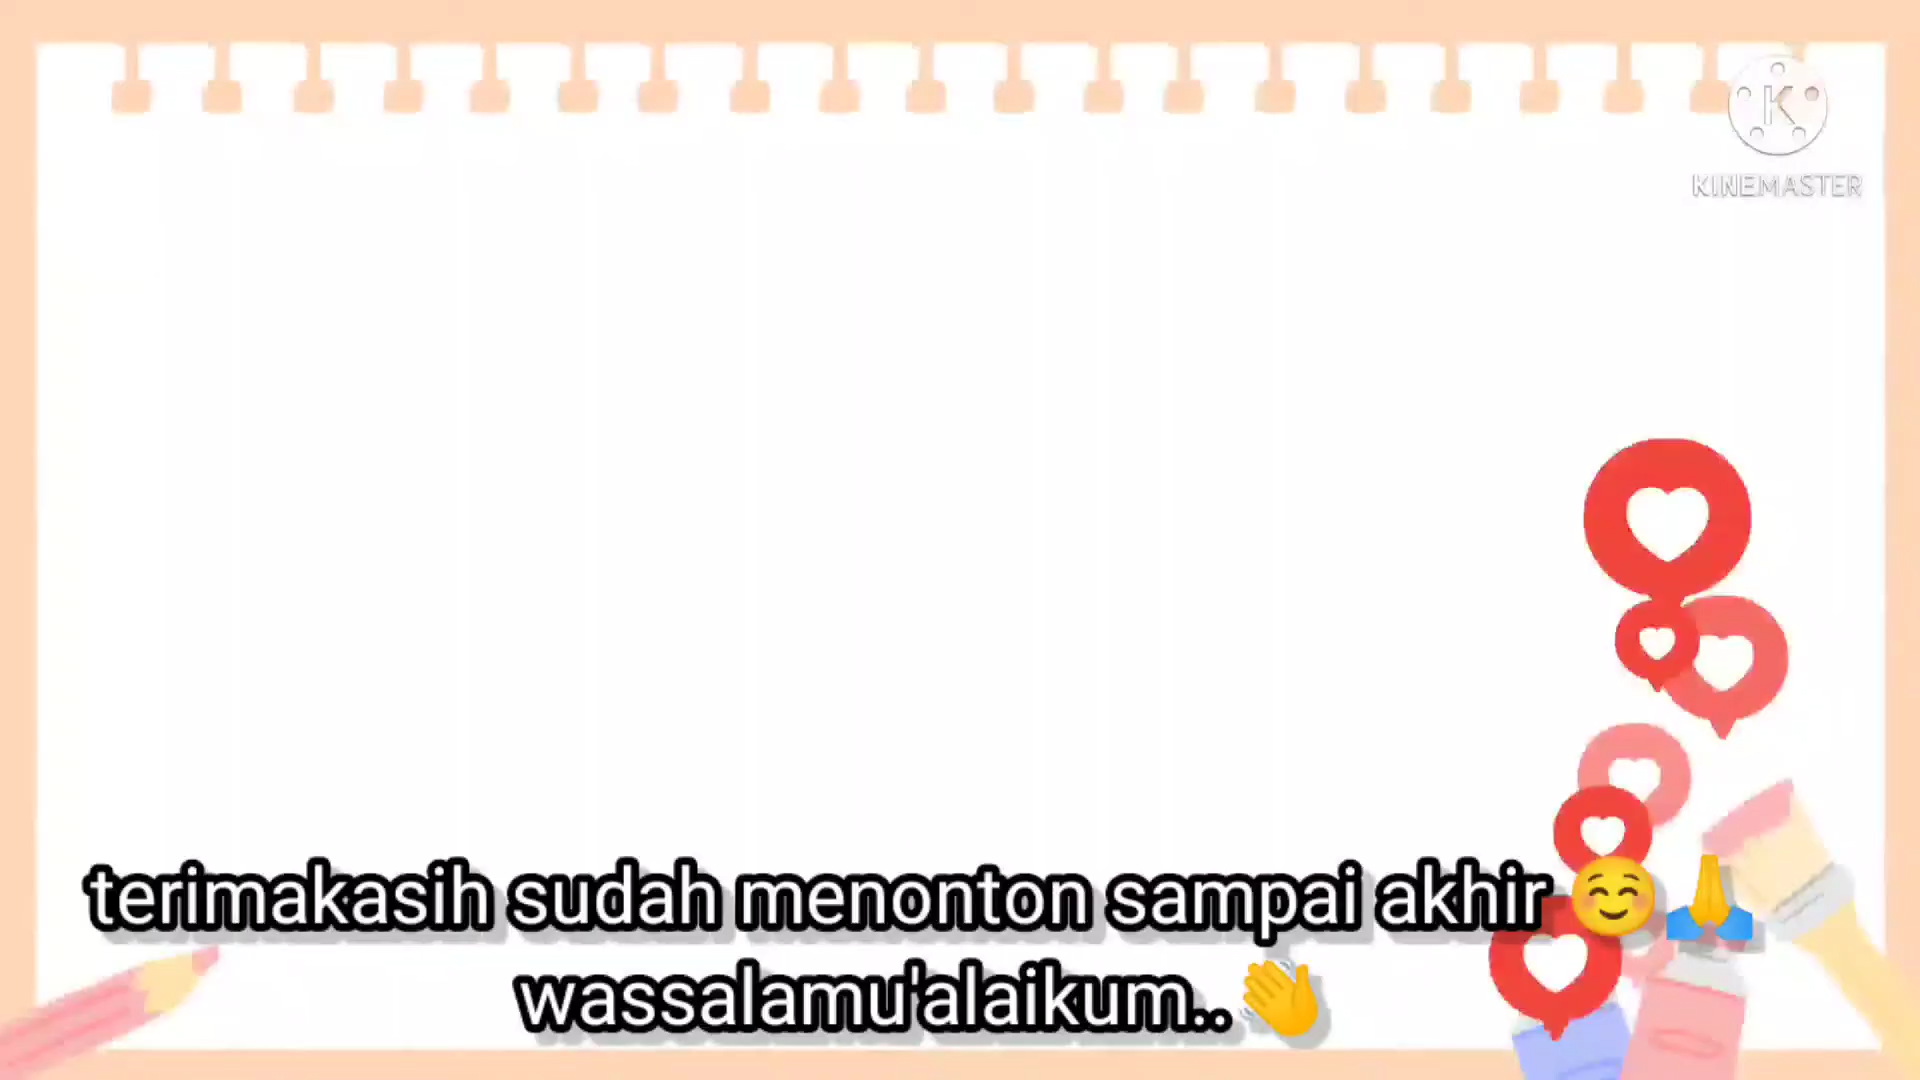 K
KINEMASTER
terimakasih sudah menonton sampai akhir ☺️🙏
wassalamu'alaikum..👋